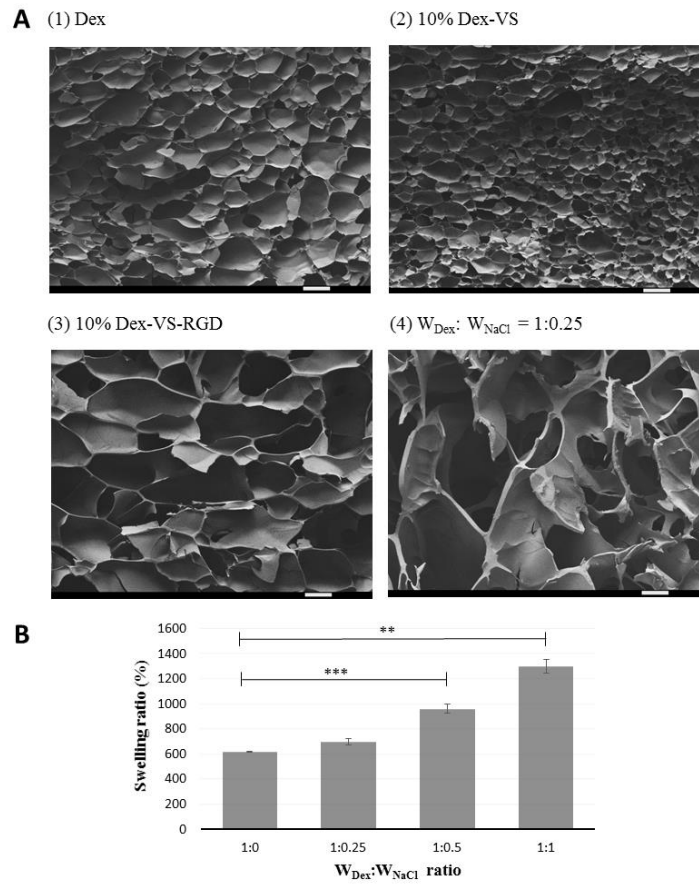 A
(1) Dex
(2) 10% Dex-VS
(3) 10% Dex-VS-RGD
(4) W_Dex: W_NaCl = 1:0.25
B
1600
1400
1200
1000
800
600
400
200
0
**
***
Swelling ratio (%)
1:0
1:0.25
1:0.5
1:1
W_Dex:W_NaCl ratio